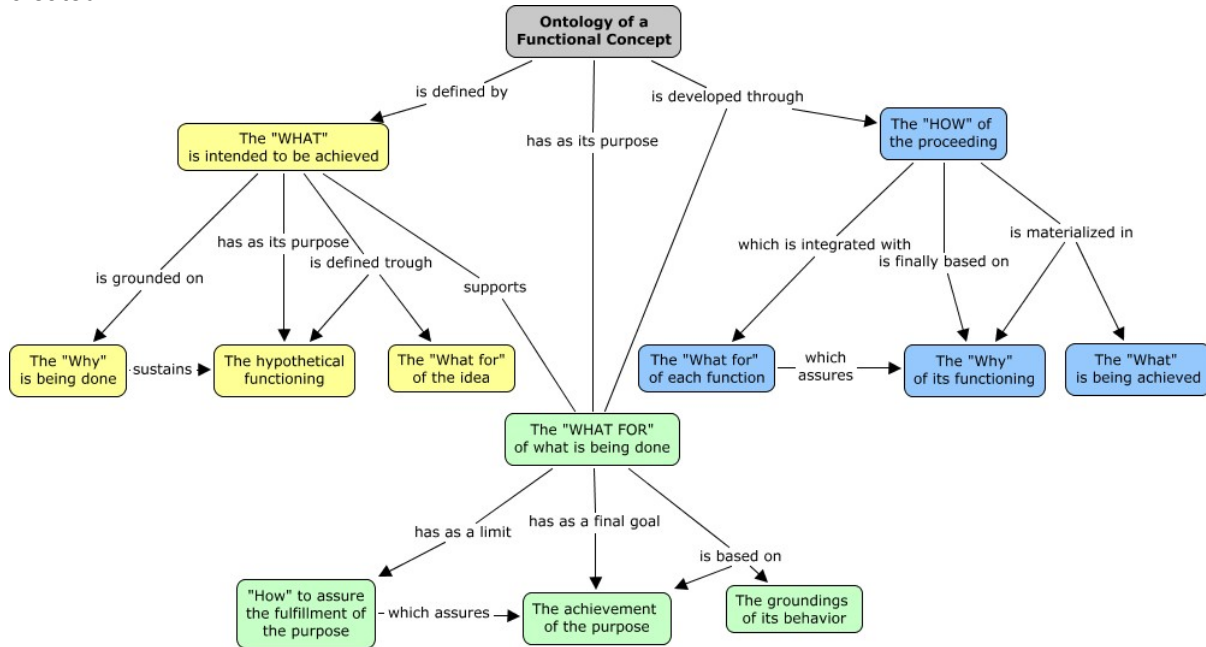 Ontology of a
Functional Concept
is defined by
is developed through
has as its purpose
The "WHAT"
is intended to be achieved
The "HOW" of
the proceeding
has as its purpose
is defined trough
is grounded on
supports
which is integrated with
is finally based on
is materialized in
The "Why"
is being done
sustains
The hypothetical
functioning
The "What for"
of the idea
The "What for"
of each function
which
assures
The "Why"
of its functioning
The "What"
is being achieved
The "WHAT FOR"
of what is being done
has as a limit
has as a final goal
is based on
"How" to assure
the fulfillment of
the purpose
which assures
The achievement
of the purpose
The groundings
of its behavior